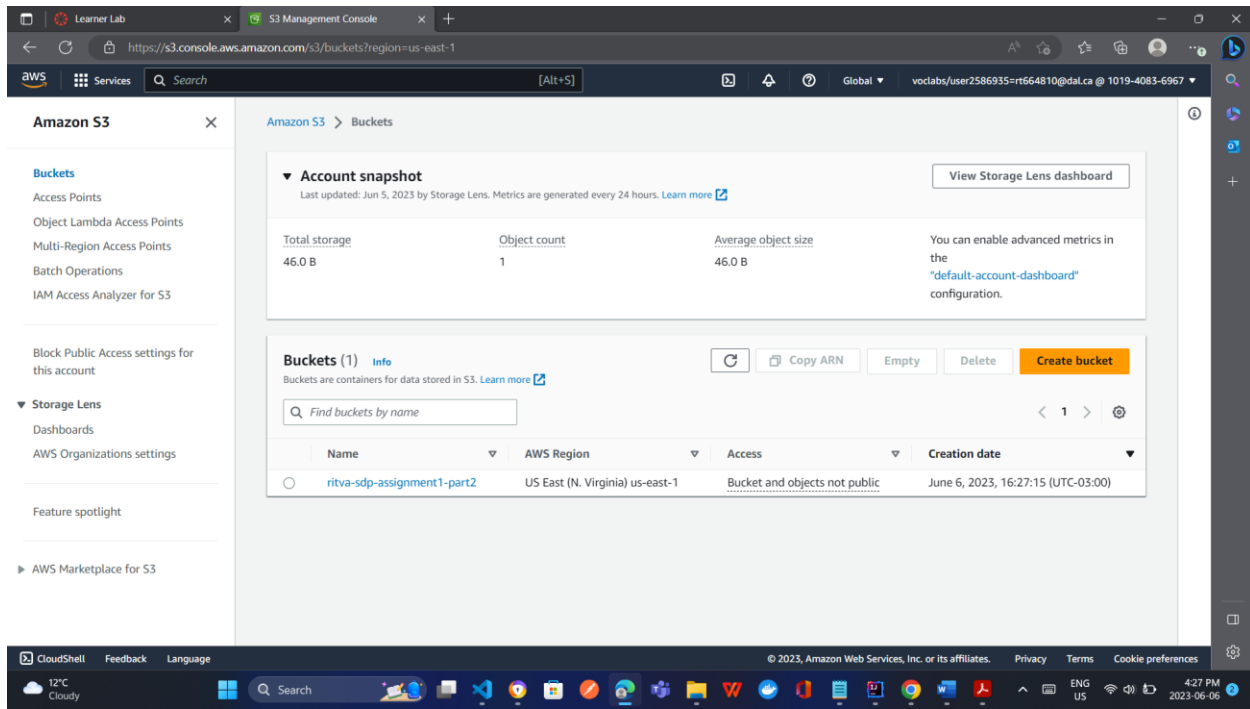 Learner Lab
S3 Management Console
https://s3.console.aws.amazon.com/s3/buckets?region=us-east-1
aws
Services
Search
[Alt+S]
Global
voclabs/user2586935=rt664810@dal.ca @ 1019-4083-6967
Amazon S3
Buckets
Access Points
Object Lambda Access Points
Multi-Region Access Points
Batch Operations
IAM Access Analyzer for S3
Block Public Access settings for
this account
Storage Lens
Dashboards
AWS Organizations settings
Feature spotlight
AWS Marketplace for S3
Amazon S3 > Buckets
Account snapshot
Last updated: Jun 5, 2023 by Storage Lens. Metrics are generated every 24 hours. Learn more
View Storage Lens dashboard
Total storage
46.0 B
Object count
1
Average object size
46.0 B
You can enable advanced metrics in
the
"default-account-dashboard"
configuration.
Buckets (1) Info
Buckets are containers for data stored in S3. Learn more
Copy ARN
Empty
Delete
Create bucket
Find buckets by name
1
Name
AWS Region
Access
Creation date
ritva-sdp-assignment1-part2
US East (N. Virginia) us-east-1
Bucket and objects not public
June 6, 2023, 16:27:15 (UTC-03:00)
CloudShell
Feedback
Language
© 2023, Amazon Web Services, Inc. or its affiliates.
Privacy
Terms
Cookie preferences
12°C
Cloudy
Search
ENG
US
4:27 PM
2023-06-06
2